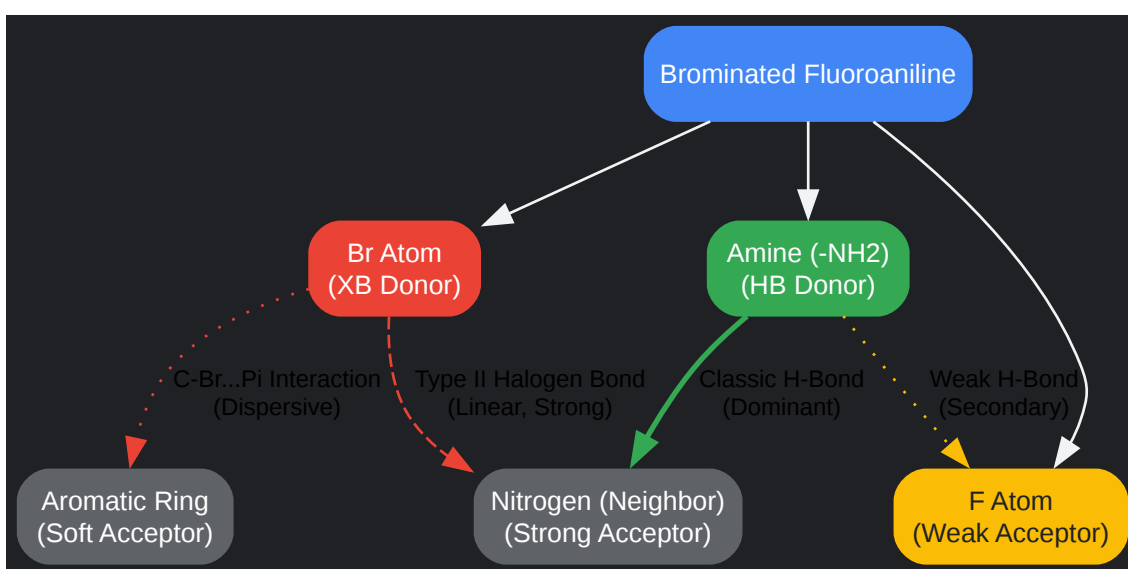 Brominated Fluoroaniline
Br Atom
(XB Donor)
Amine (-NH2)
(HB Donor)
C-Br...Pi Interaction
(Dispersive)
Type II Halogen Bond
(Linear, Strong)
Classic H-Bond
(Dominant)
Weak H-Bond
(Secondary)
Aromatic Ring
(Soft Acceptor)
Nitrogen (Neighbor)
(Strong Acceptor)
F Atom
(Weak Acceptor)